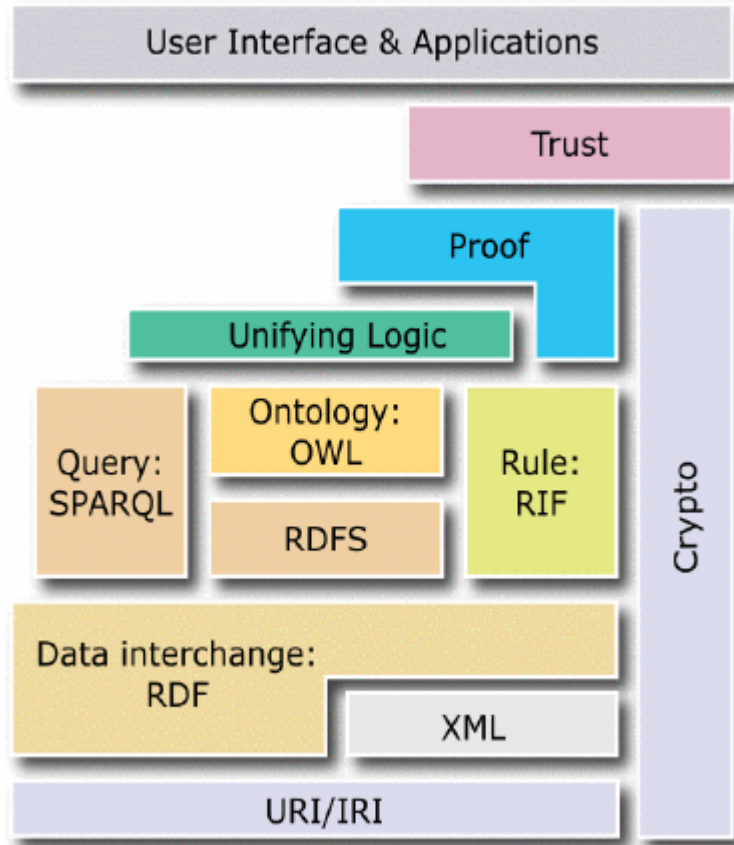 User Interface & Applications
Trust
Proof
Unifying Logic
Query:
SPARQL
Ontology:
OWL
RDFS
Rule:
RIF
Crypto
Data interchange:
RDF
XML
URI/IRI